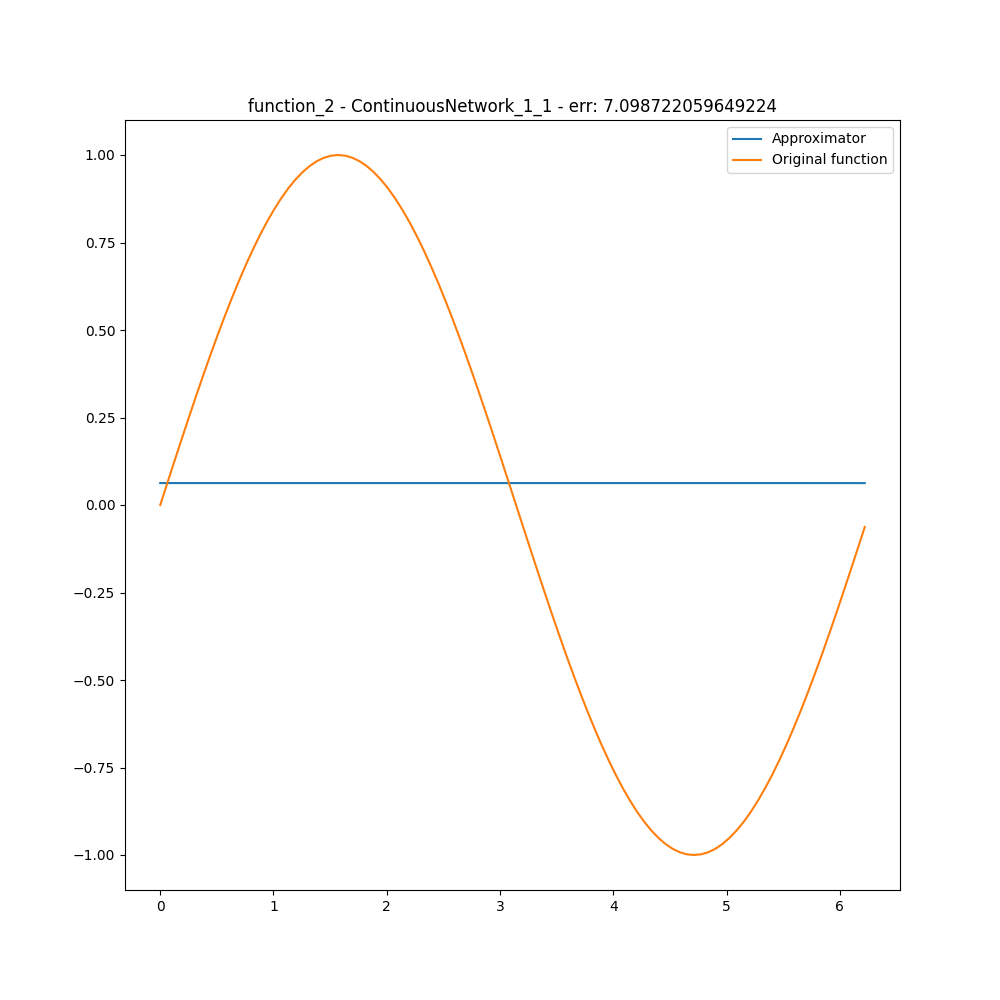 function_2 - ContinuousNetwork_1_1 - err: 7.098722059649224
Approximator
Original function
1.00
0.75
0.50
0.25
0.00
−0.25
−0.50
−0.75
−1.00
0 1 2 3 4 5 6